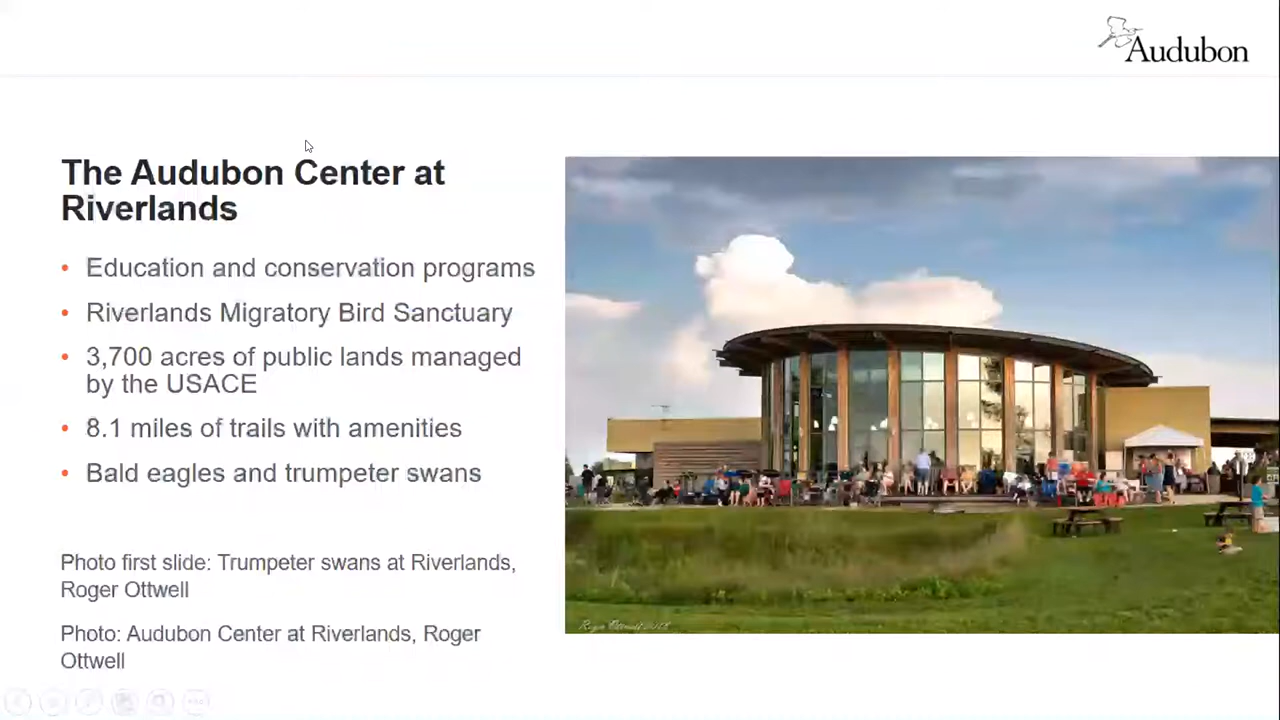 Audubon
The Audubon Center at
Riverlands
• Education and conservation programs
• Riverlands Migratory Bird Sanctuary
• 3,700 acres of public lands managed
by the USACE
• 8.1 miles of trails with amenities
• Bald eagles and trumpeter swans
Photo first slide: Trumpeter swans at Riverlands,
Roger Ottwell
Photo: Audubon Center at Riverlands, Roger
Ottwell